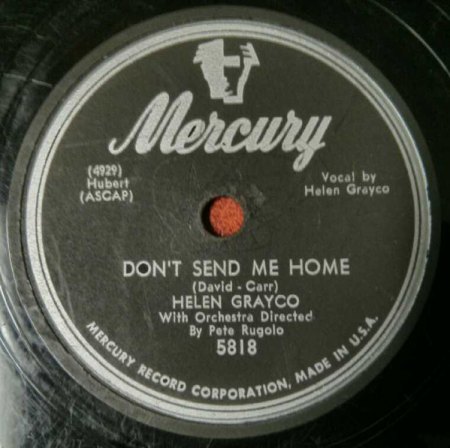 Mercury
(4929)
Hubert
(ASCAP)
Vocal by
Helen Grayco
DON'T SEND ME HOME
(David - Carr)
HELEN GRAYCO
With Orchestra Directed
By Pete Rugolo
5818
MERCURY RECORD CORPORATION, MADE IN U.S.A.